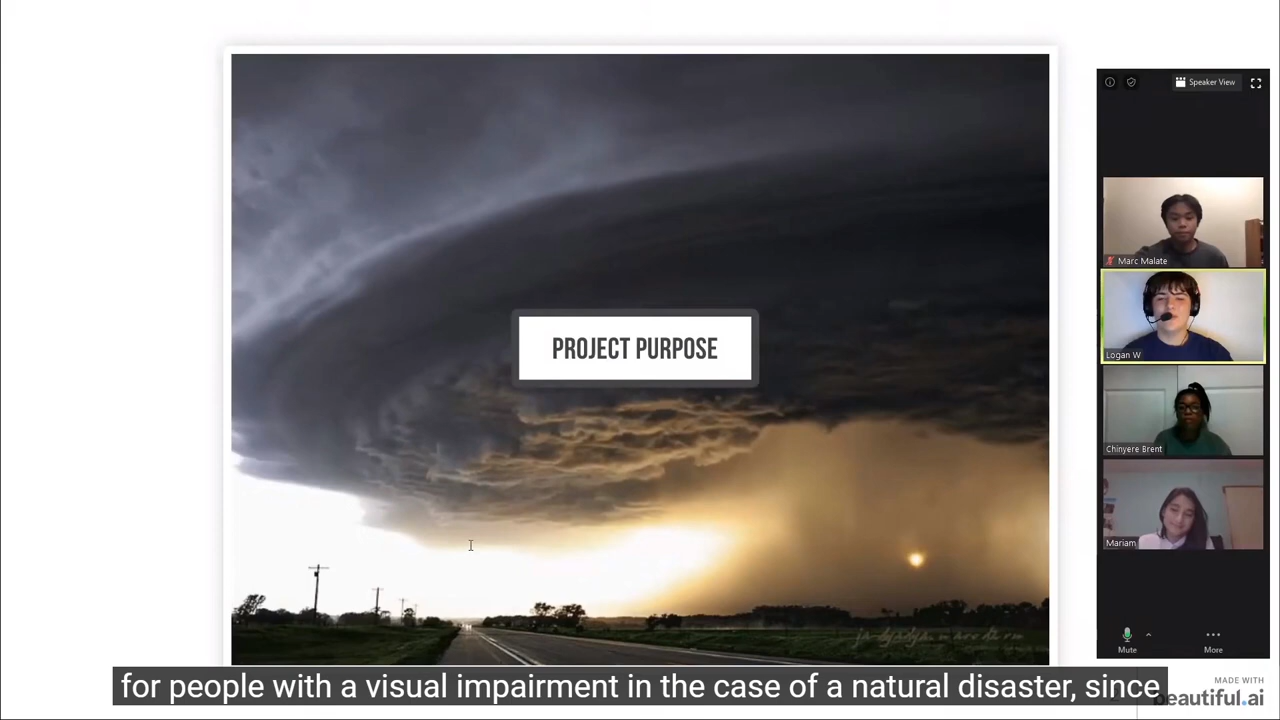 Speaker View
Marc Malate
PROJECT PURPOSE
Logan W
Chinyere Brent
Mariam
Mute
More
for people with a visual impairment in the case of a natural disaster, since
MADE WITH
beautiful.ai